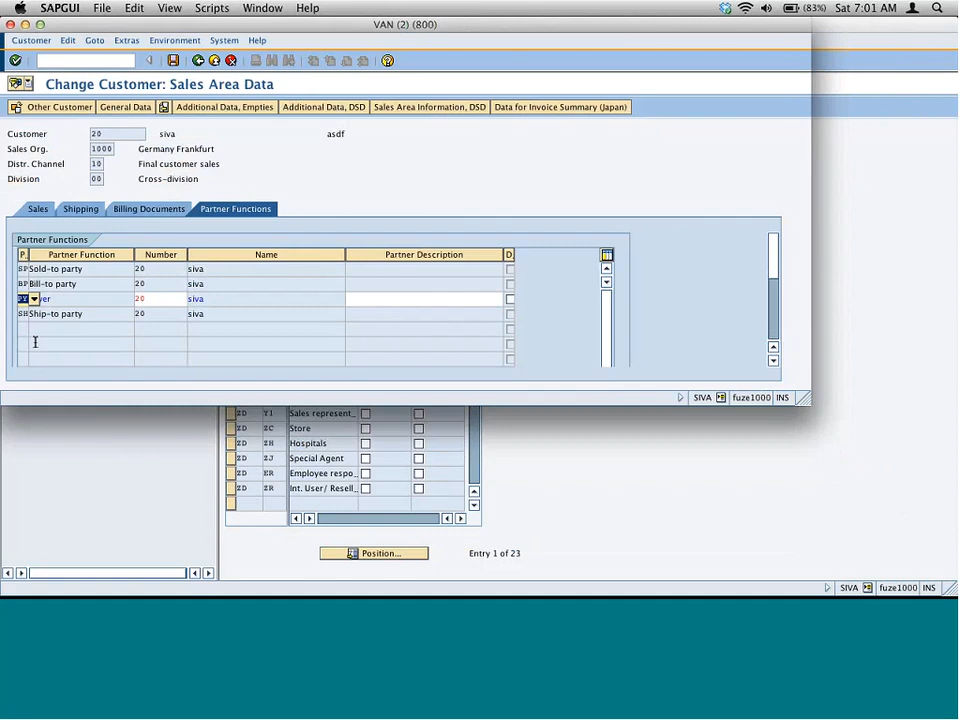 SAPGUI File Edit View Scripts Window Help (83%) Sat 7:01 AM
VAN (2) (800)
Customer Edit Goto Extras Environment System Help
Change Customer: Sales Area Data
Other Customer General Data Additional Data, Empties Additional Data, DSD Sales Area Information, DSD Data for Invoice Summary (Japan)
Customer 20 siva asdf
Sales Org. 1000 Germany Frankfurt
Distr. Channel 10 Final customer sales
Division 00 Cross-division
Sales Shipping Billing Documents Partner Functions
Partner Functions
P. Partner Function Number Name Partner Description D
SP Sold-to party 20 siva
BP Bill-to party 20 siva
PY yer 20 siva
SH Ship-to party 20 siva
SIVA fuze1000 INS
ZD Y1 Sales represent_
ZD ZC Store
ZD ZH Hospitals
ZD ZJ Special Agent
ZD ER Employee respo_
ZD ZR Int. User/ Resell_
Position... Entry 1 of 23
SIVA fuze1000 INS